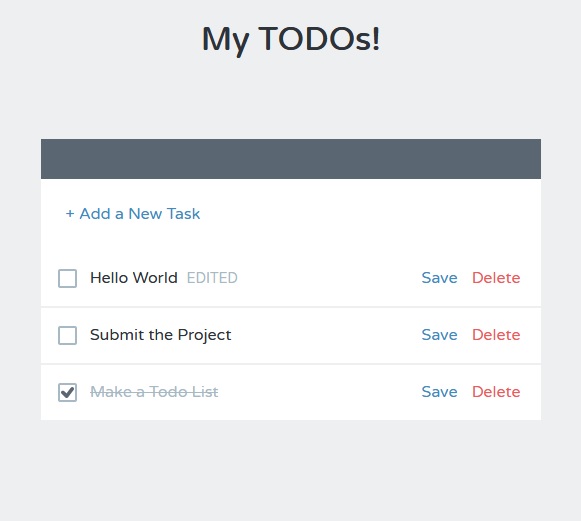 My TODOs!
+ Add a New Task
Hello World EDITED Save Delete
Submit the Project Save Delete
Make a Todo List Save Delete